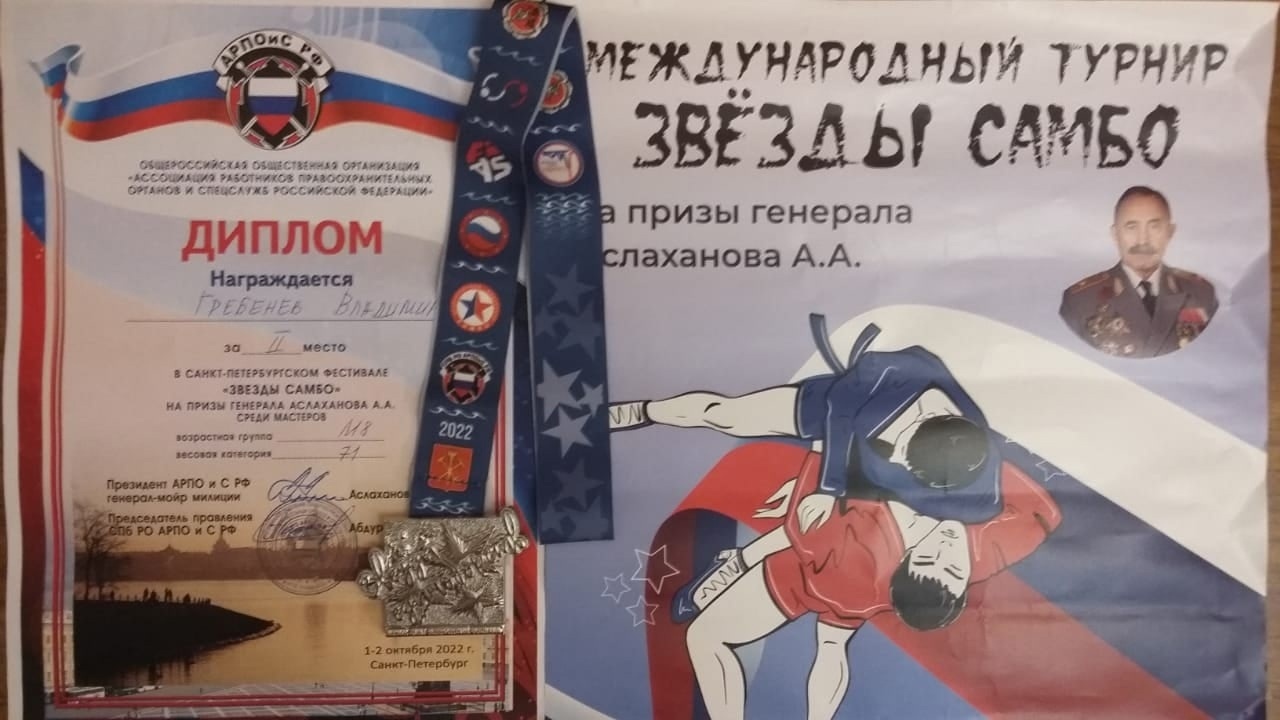 АРПОиС РФ
ОБЩЕРОССИЙСКАЯ ОБЩЕСТВЕННАЯ ОРГАНИЗАЦИЯ
«АССОЦИАЦИЯ РАБОТНИКОВ ПРАВООХРАНИТЕЛЬНЫХ
ОРГАНОВ И СПЕЦСЛУЖБ РОССИЙСКОЙ ФЕДЕРАЦИИ»
ДИПЛОМ
Награждается
Гребенев Владимир
за II место
В САНКТ-ПЕТЕРБУРГСКОМ ФЕСТИВАЛЕ
«ЗВЕЗДЫ САМБО»
НА ПРИЗЫ ГЕНЕРАЛА АСЛАХАНОВА А.А.
СРЕДИ МАСТЕРОВ
возрастная группа М8
весовая категория 71
Президент АРПО и С РФ
генерал-мойр милиции Аслаханов
Председатель правления
СПб РО АРПО и С РФ Абдур
1-2 октября 2022 г.
Санкт-Петербург
2022
МЕЖДУНАРОДНЫЙ ТУРНИР
ЗВЁЗДЫ САМБО
а призы генерала
слаханова А.А.